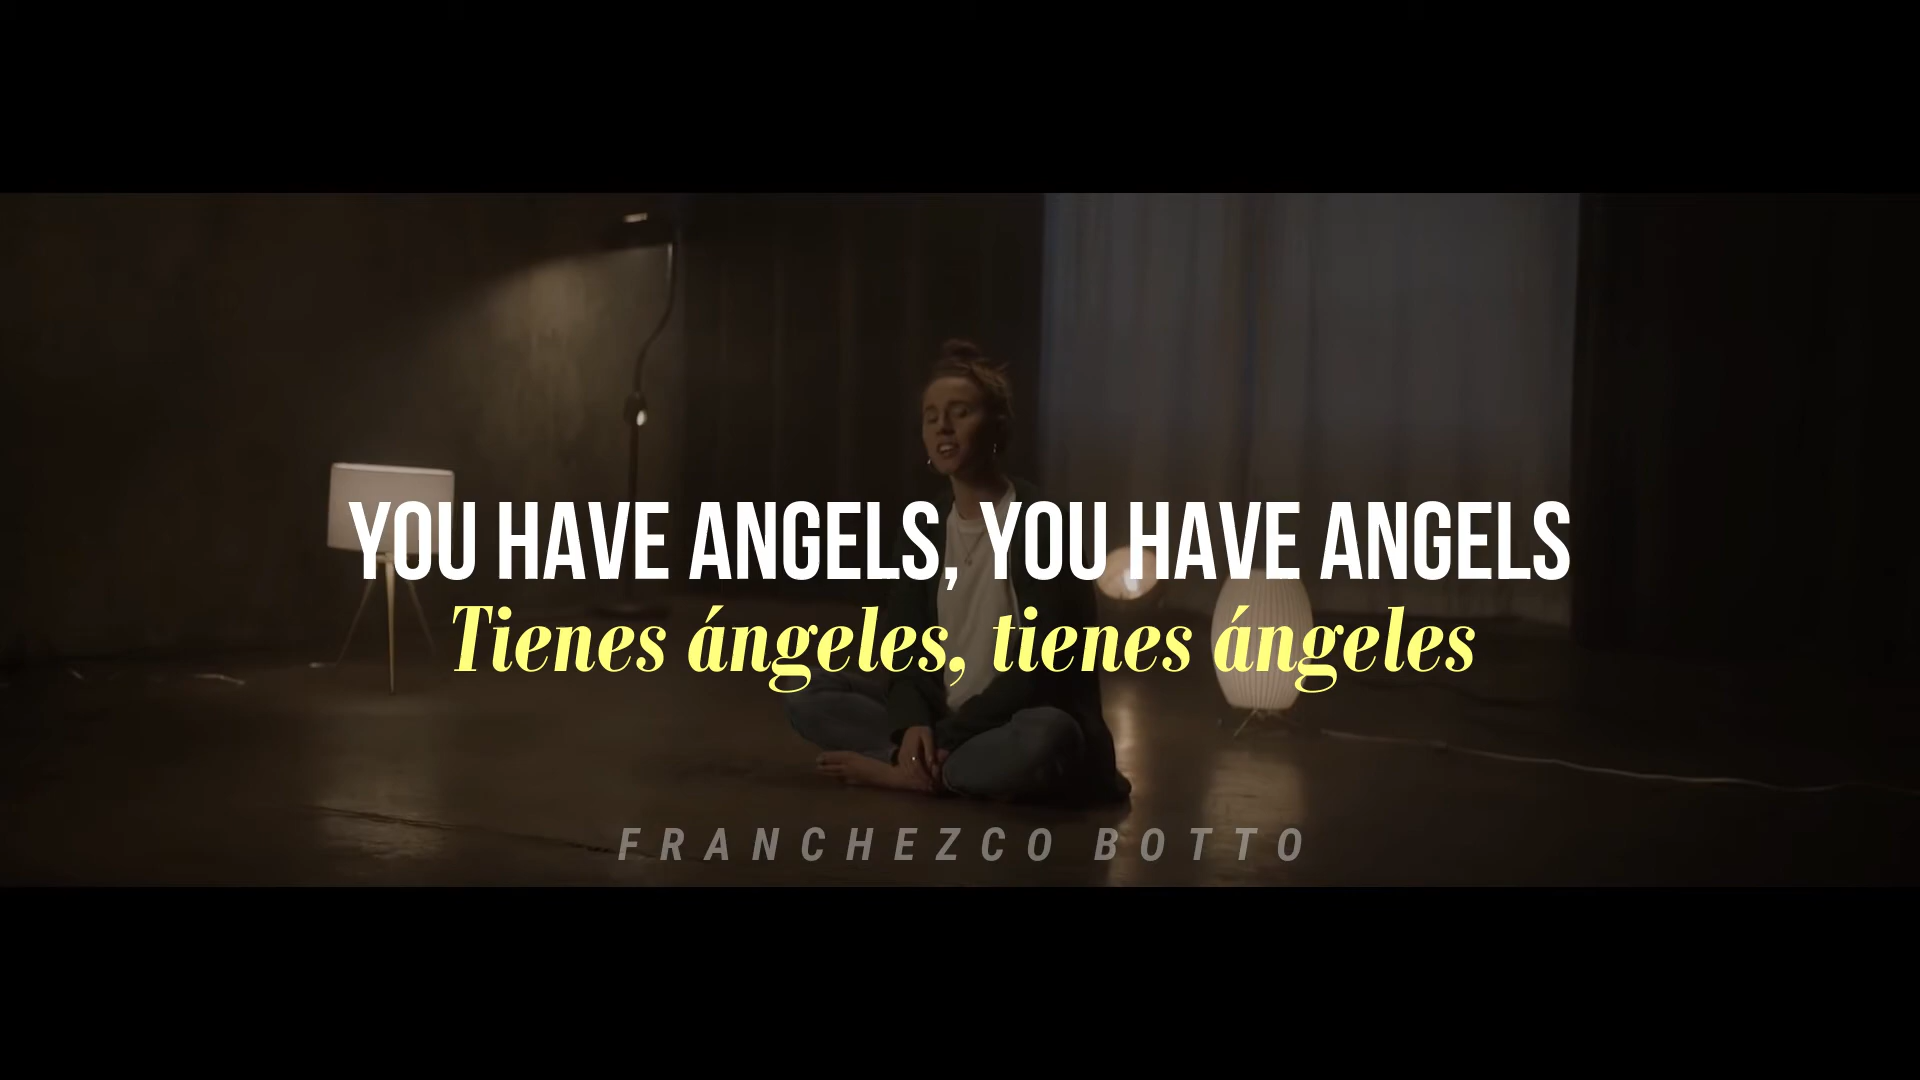 YOU HAVE ANGELS, YOU HAVE ANGELS
Tienes ángeles, tienes ángeles
FRANCHEZCO BOTTO